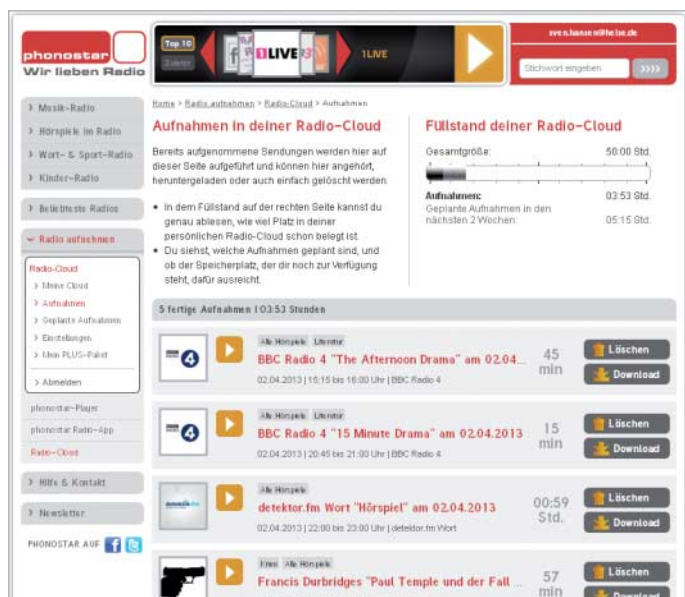 phonostar
Wir lieben Radio
Top 10
Zuletzt
1LIVE
1LIVE
sven.hansen@heise.de
Stichwort eingeben
>>>>
> Musik-Radio
> Hörspiele im Radio
> Wort- & Sport-Radio
> Kinder-Radio
> Beliebteste Radios
Radio aufnehmen
Radio-Cloud
> Meine Cloud
> Aufnahmen
> Geplante Aufnahmen
> Einstellungen
> Mein PLUS-Paket
> Abmelden
phonostar-Player
phonostar Radio-App
Radio-Cloud
> Hilfe & Kontakt
> Newsletter
PHONOSTAR AUF
Home > Radio aufnehmen > Radio-Cloud > Aufnahmen
Aufnahmen in deiner Radio-Cloud
Bereits aufgenommene Sendungen werden hier auf
dieser Seite aufgeführt und können hier angehört,
heruntergeladen oder auch einfach gelöscht werden.
• In dem Füllstand auf der rechten Seite kannst du
genau ablesen, wie viel Platz in deiner
persönlichen Radio-Cloud schon belegt ist.
• Du siehst, welche Aufnahmen geplant sind, und
ob der Speicherplatz, der dir noch zur Verfügung
steht, dafür ausreicht.
Füllstand deiner Radio-Cloud
Gesamtgröße: 50:00 Std.
Aufnahmen: 03:53 Std.
Geplante Aufnahmen in den
nächsten 2 Wochen: 05:15 Std.
5 fertige Aufnahmen | 03:53 Stunden
Alle Hörspiele Literatur
BBC Radio 4 "The Afternoon Drama" am 02.04...
02.04.2013 | 15:15 bis 16:00 Uhr | BBC Radio 4
45
min
Löschen
Download
Alle Hörspiele Literatur
BBC Radio 4 "15 Minute Drama" am 02.04.2013
02.04.2013 | 20:45 bis 21:00 Uhr | BBC Radio 4
15
min
Löschen
Download
detektor.fm
Alle Hörspiele
detektor.fm Wort "Hörspiel" am 02.04.2013
02.04.2013 | 22:00 bis 23:00 Uhr | detektor.fm Wort
00:59
Std.
Löschen
Download
Krimi Alle Hörspiele
Francis Durbridges "Paul Temple und der Fall ...
57
min
Löschen
Download